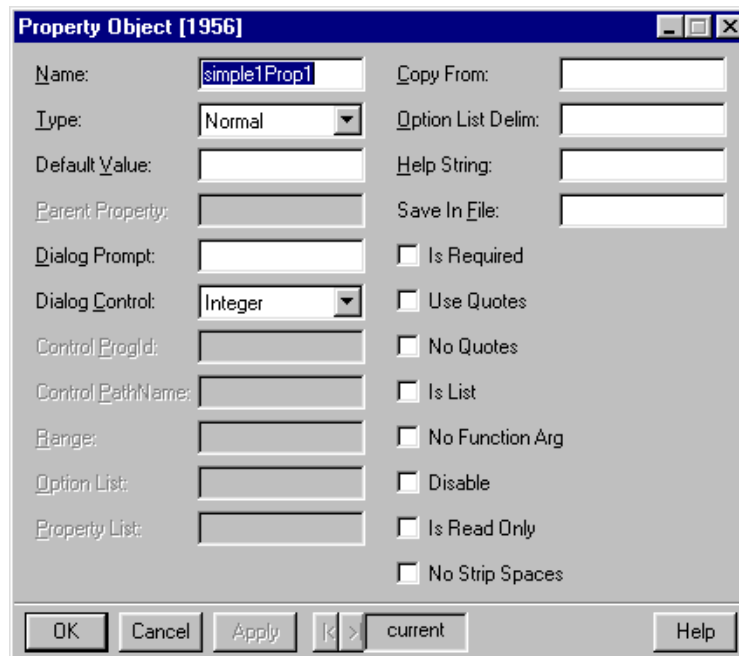 Property Object [1956]
Name: simple1Prop1
Type: Normal
Default Value:
Parent Property:
Dialog Prompt:
Dialog Control: Integer
Control ProgId:
Control PathName:
Range:
Option List:
Property List:
Copy From:
Option List Delim:
Help String:
Save In File:
Is Required
Use Quotes
No Quotes
Is List
No Function Arg
Disable
Is Read Only
No Strip Spaces
OK Cancel Apply |< >| current Help